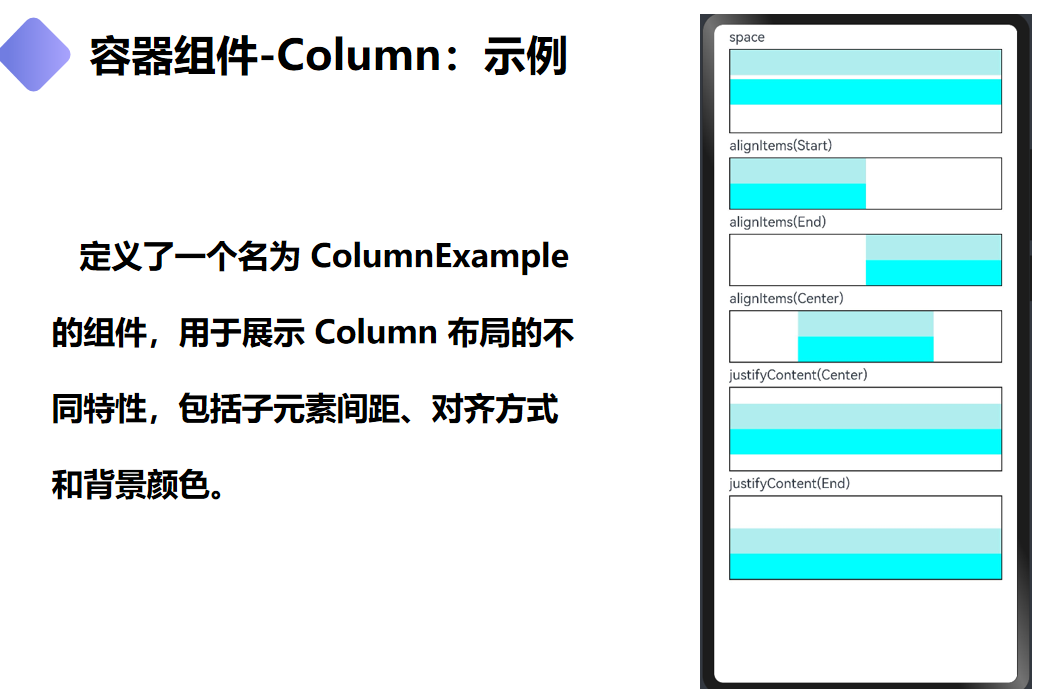 容器组件-Column：示例
定义了一个名为 ColumnExample
的组件，用于展示 Column 布局的不
同特性，包括子元素间距、对齐方式
和背景颜色。
space
alignItems(Start)
alignItems(End)
alignItems(Center)
justifyContent(Center)
justifyContent(End)